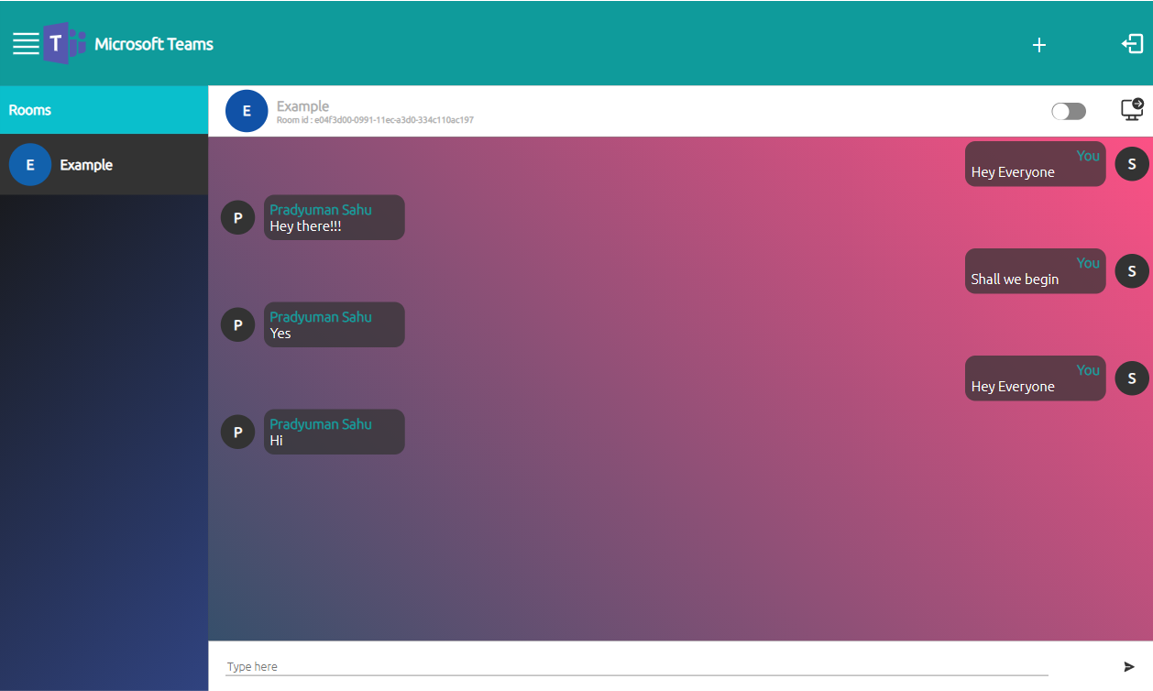 T Microsoft Teams
Rooms
E Example
E Example
Room id : e04f3d00-0991-11ec-a3d0-334c110ac197
You
Hey Everyone
S
P
Pradyuman Sahu
Hey there!!!
You
Shall we begin
S
P
Pradyuman Sahu
Yes
You
Hey Everyone
S
P
Pradyuman Sahu
Hi
Type here